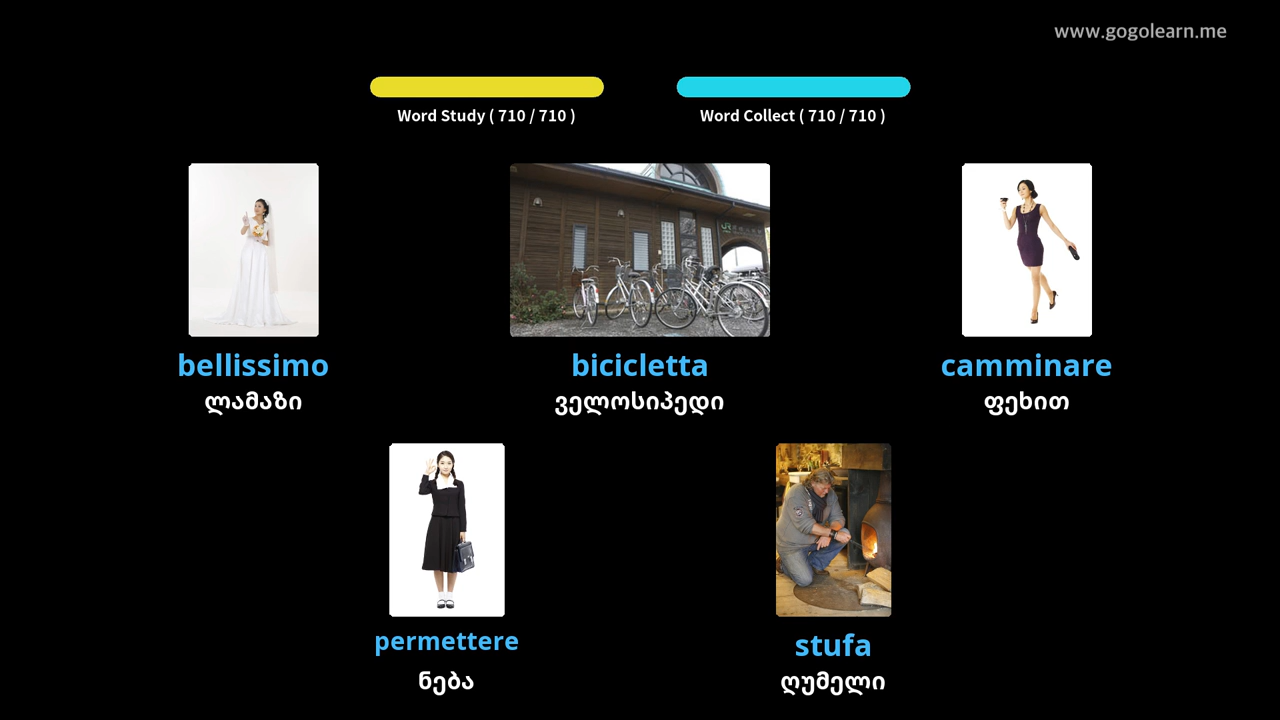 www.gogolearn.me
Word Study ( 710 / 710 )
Word Collect ( 710 / 710 )
bellissimo
ლამაზი
bicicletta
ველოსიპედი
camminare
ფეხით
permettere
ნება
stufa
ღუმელი